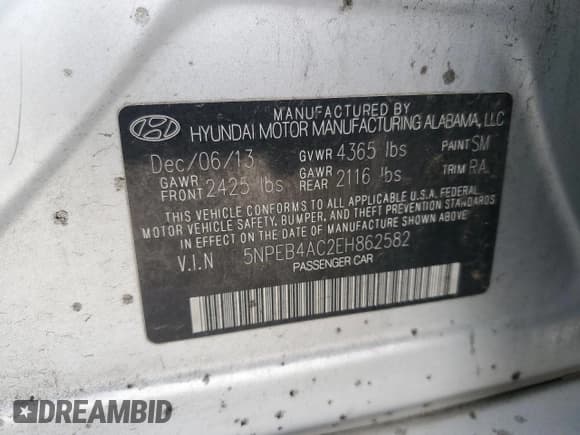 MANUFACTURED BY
HYUNDAI MOTOR MANUFACTURING ALABAMA, LLC
Dec/06/13 GVWR 4365 lbs PAINT SM
GAWR FRONT 2425 lbs GAWR REAR 2116 lbs TRIM RA
THIS VEHICLE CONFORMS TO ALL APPLICABLE U.S.A. FEDERAL
MOTOR VEHICLE SAFETY, BUMPER, AND THEFT PREVENTION STANDARDS
IN EFFECT ON THE DATE OF MANUFACTURE SHOWN ABOVE
V.I.N 5NPEB4AC2EH862582
PASSENGER CAR
DREAMBID